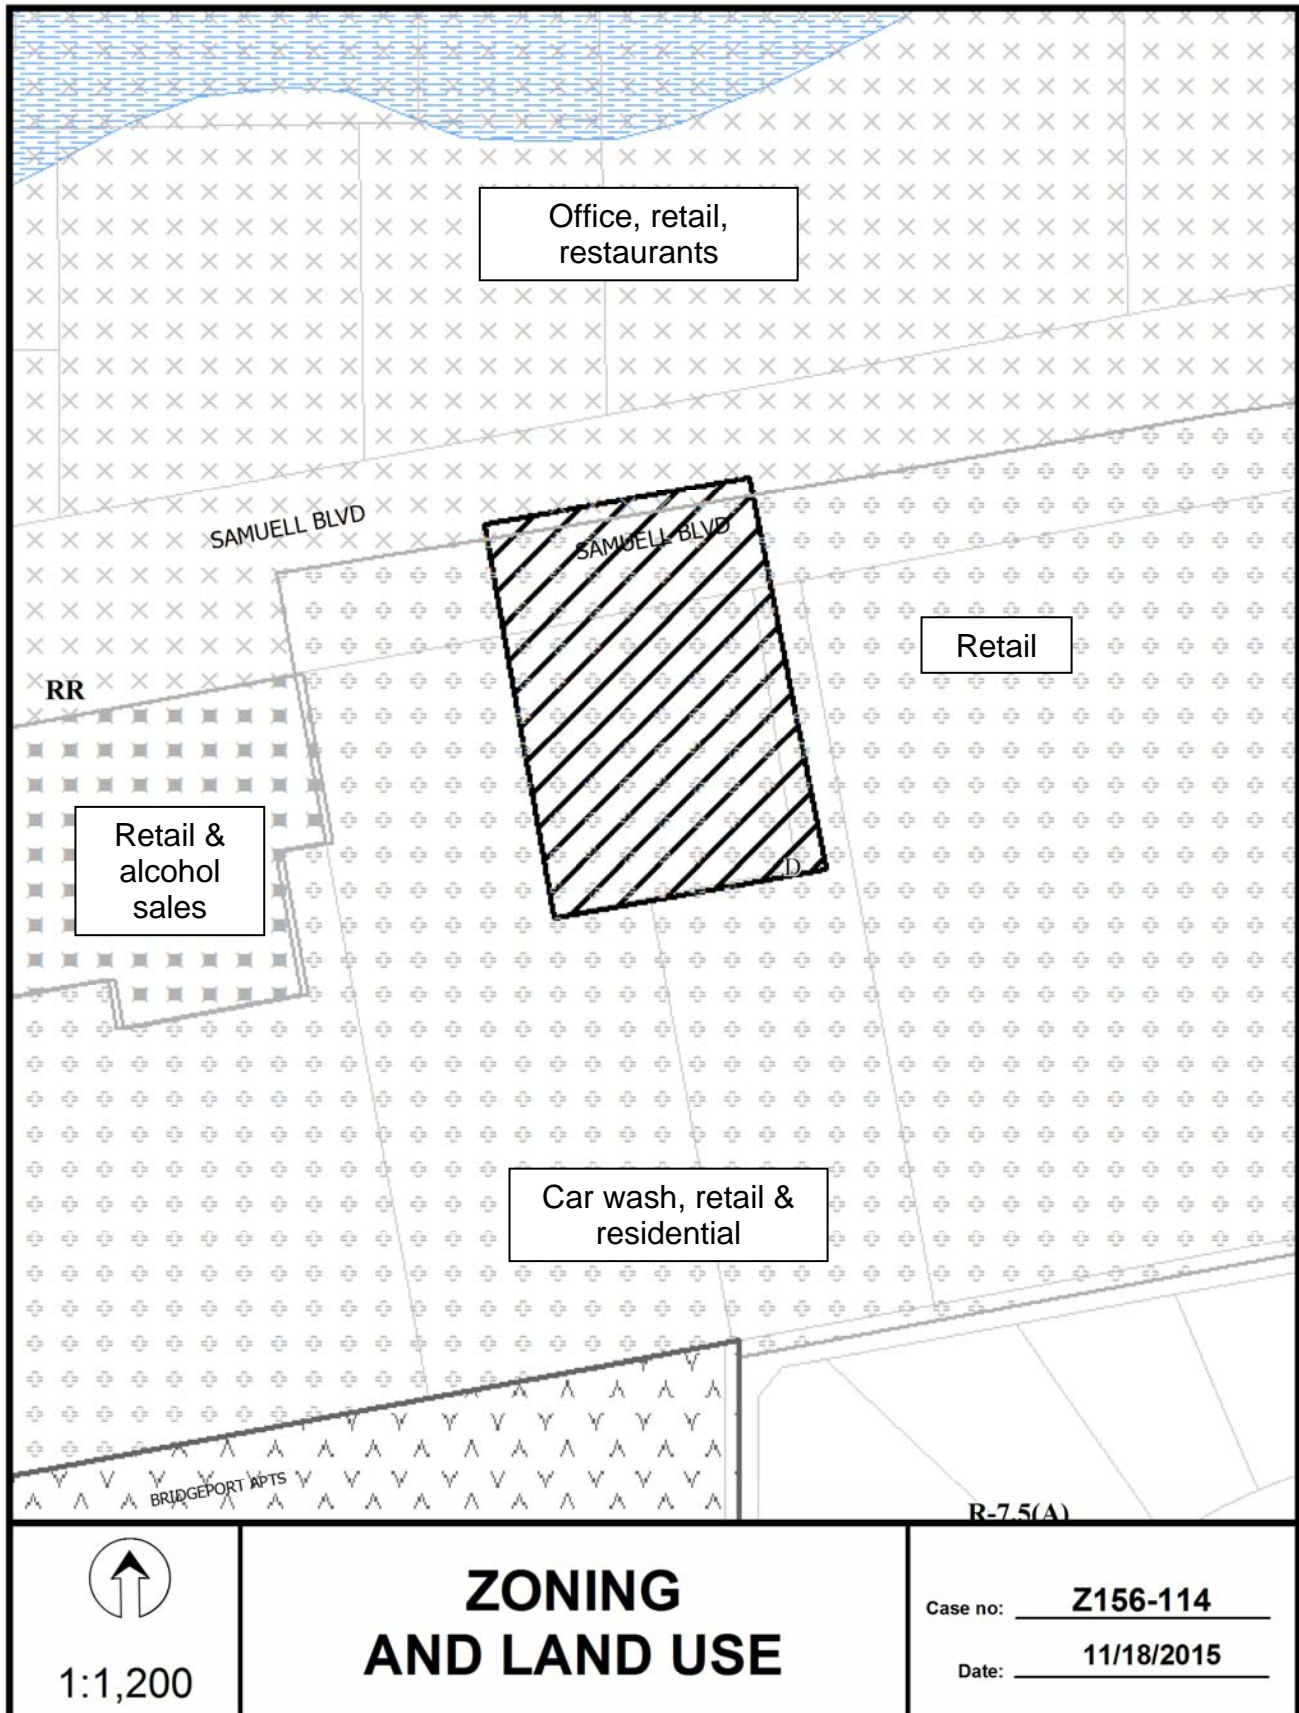 Office, retail,
restaurants
SAMUELL BLVD
SAMUELL BLVD
Retail
RR
Retail &
alcohol
sales
D
Car wash, retail &
residential
BRIDGEPORT APTS
R-7.5(A)
1:1,200
ZONING
AND LAND USE
Case no: Z156-114
Date: 11/18/2015